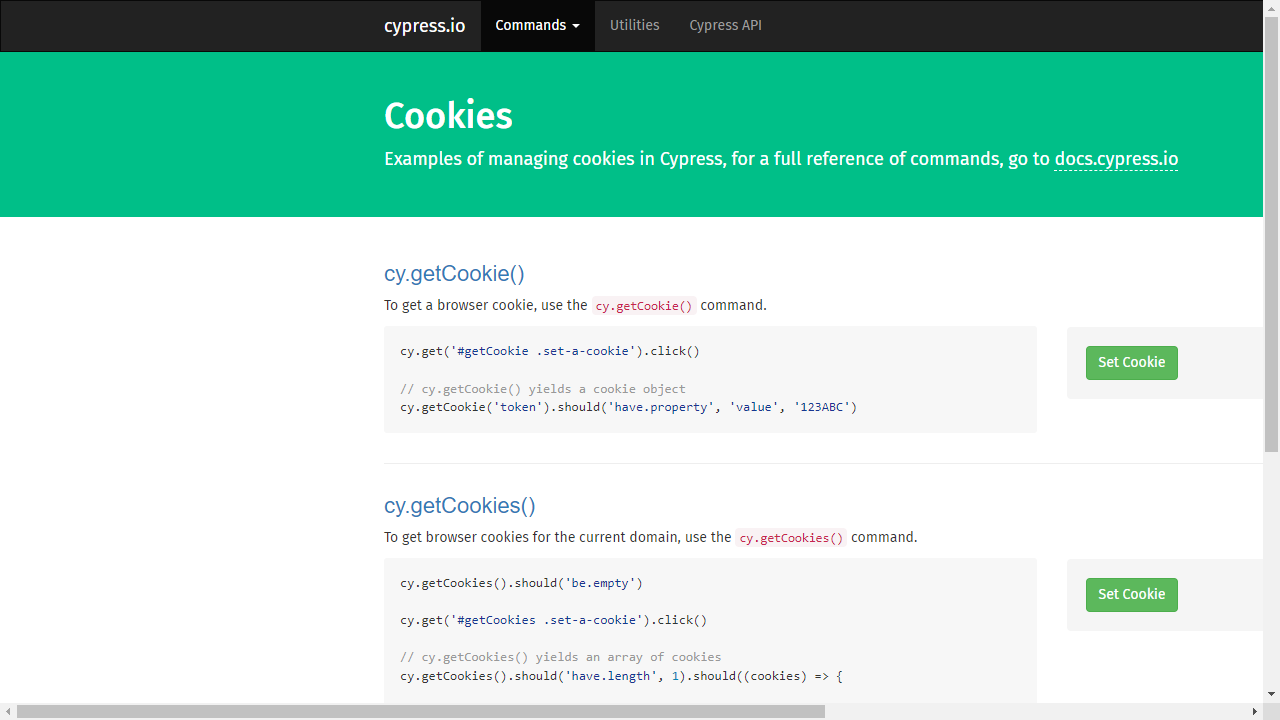 cypress.io Commands Utilities Cypress API
Cookies
Examples of managing cookies in Cypress, for a full reference of commands, go to docs.cypress.io
cy.getCookie()
To get a browser cookie, use the cy.getCookie() command.
cy.get('#getCookie .set-a-cookie').click()
// cy.getCookie() yields a cookie object
cy.getCookie('token').should('have.property', 'value', '123ABC')
Set Cookie
cy.getCookies()
To get browser cookies for the current domain, use the cy.getCookies() command.
cy.getCookies().should('be.empty')
cy.get('#getCookies .set-a-cookie').click()
// cy.getCookies() yields an array of cookies
cy.getCookies().should('have.length', 1).should((cookies) => {
Set Cookie